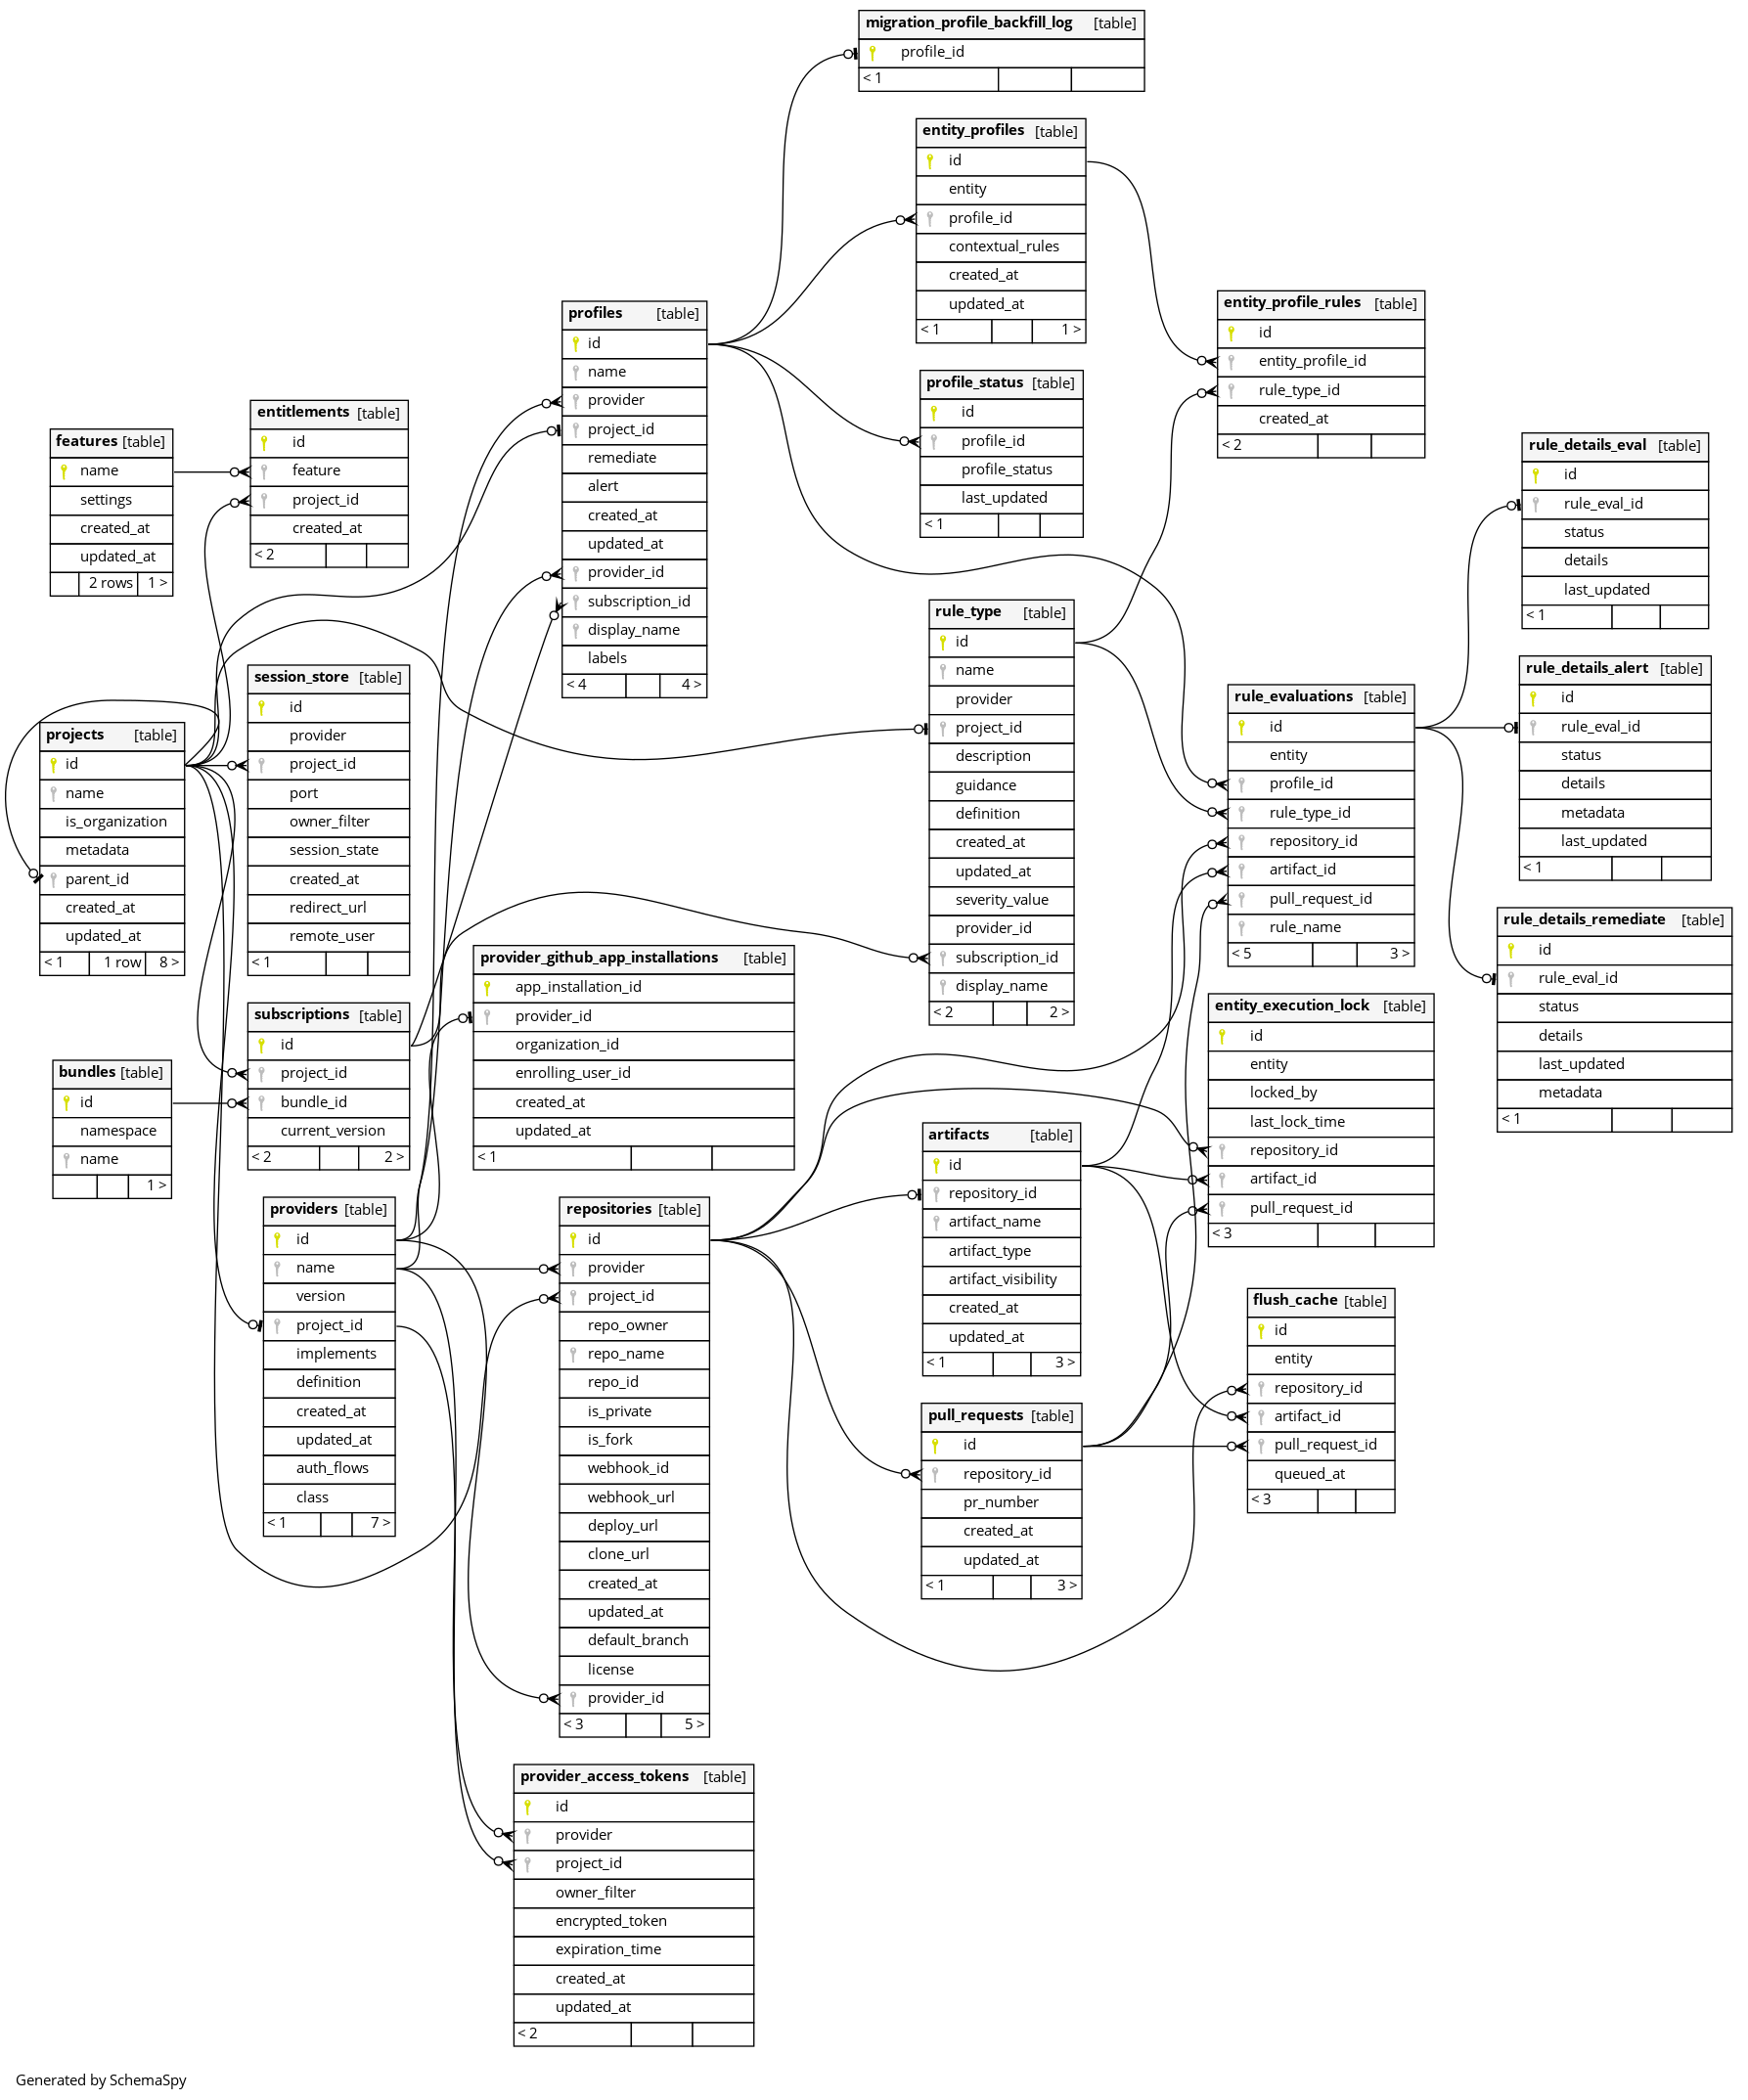 migration_profile_backfill_log [table]
profile_id
< 1
entity_profiles [table]
id
entity
profile_id
contextual_rules
created_at
updated_at
< 1 1 >
profiles [table]
id
name
provider
project_id
remediate
alert
created_at
updated_at
provider_id
subscription_id
display_name
labels
< 4 4 >
entity_profile_rules [table]
id
entity_profile_id
rule_type_id
created_at
< 2
profile_status [table]
id
profile_id
profile_status
last_updated
< 1
entitlements [table]
id
feature
project_id
created_at
< 2
features [table]
name
settings
created_at
updated_at
2 rows 1 >
rule_details_eval [table]
id
rule_eval_id
status
details
last_updated
< 1
rule_type [table]
id
name
provider
project_id
description
guidance
definition
created_at
updated_at
severity_value
provider_id
subscription_id
display_name
< 2 2 >
session_store [table]
id
provider
project_id
port
owner_filter
session_state
created_at
redirect_url
remote_user
< 1
rule_details_alert [table]
id
rule_eval_id
status
details
metadata
last_updated
< 1
rule_evaluations [table]
id
entity
profile_id
rule_type_id
repository_id
artifact_id
pull_request_id
rule_name
< 5 3 >
projects [table]
id
name
is_organization
metadata
parent_id
created_at
updated_at
< 1 1 row 8 >
rule_details_remediate [table]
id
rule_eval_id
status
details
last_updated
metadata
< 1
provider_github_app_installations [table]
app_installation_id
provider_id
organization_id
enrolling_user_id
created_at
updated_at
< 1
entity_execution_lock [table]
id
entity
locked_by
last_lock_time
repository_id
artifact_id
pull_request_id
< 3
subscriptions [table]
id
project_id
bundle_id
current_version
< 2 2 >
bundles [table]
id
namespace
name
1 >
artifacts [table]
id
repository_id
artifact_name
artifact_type
artifact_visibility
created_at
updated_at
< 1 3 >
providers [table]
id
name
version
project_id
implements
definition
created_at
updated_at
auth_flows
class
< 1 7 >
repositories [table]
id
provider
project_id
repo_owner
repo_name
repo_id
is_private
is_fork
webhook_id
webhook_url
deploy_url
clone_url
created_at
updated_at
default_branch
license
provider_id
< 3 5 >
flush_cache [table]
id
entity
repository_id
artifact_id
pull_request_id
queued_at
< 3
pull_requests [table]
id
repository_id
pr_number
created_at
updated_at
< 1 3 >
provider_access_tokens [table]
id
provider
project_id
owner_filter
encrypted_token
expiration_time
created_at
updated_at
< 2
Generated by SchemaSpy